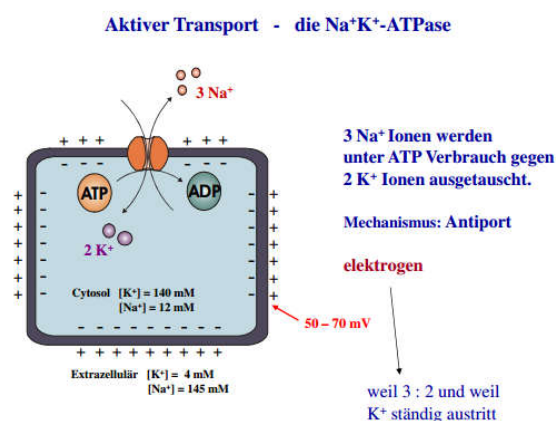 Aktiver Transport - die Na⁺K⁺-ATPase
3 Na⁺
+ + +
+ + +
- - -
- - -
ATP
ADP
2 K⁺
3 Na⁺ Ionen werden
unter ATP Verbrauch gegen
2 K⁺ Ionen ausgetauscht.
Mechanismus: Antiport
elektrogen
Cytosol [K⁺] = 140 mM
[Na⁺] = 12 mM
50 – 70 mV
- - - - - - - -
+ + + + + + + + +
Extrazellulär [K⁺] = 4 mM
[Na⁺] = 145 mM
weil 3 : 2 und weil
K⁺ ständig austritt